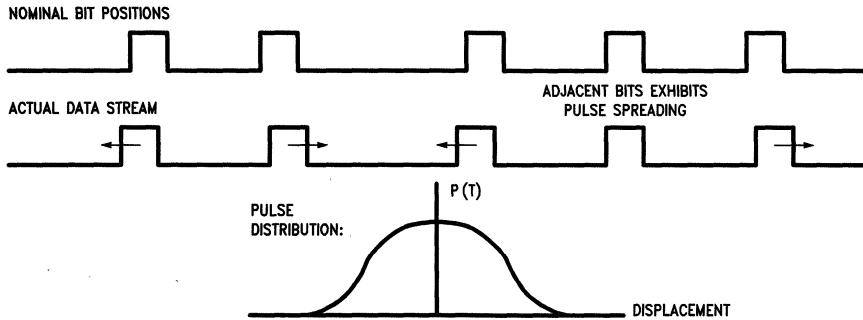 NOMINAL BIT POSITIONS
ACTUAL DATA STREAM
ADJACENT BITS EXHIBITS
PULSE SPREADING
P(T)
PULSE
DISTRIBUTION:
DISPLACEMENT